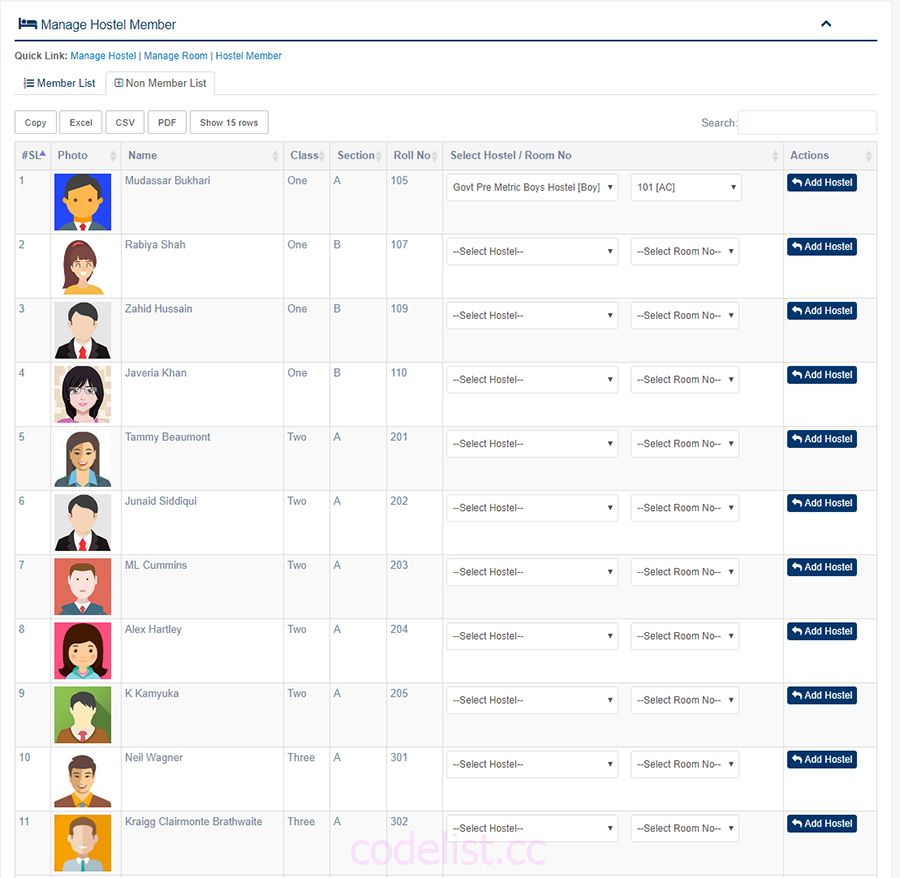 Manage Hostel Member
Quick Link: Manage Hostel | Manage Room | Hostel Member
Member List Non Member List
Copy Excel CSV PDF Show 15 rows Search:
#SL Photo Name Class Section Roll No Select Hostel / Room No Actions
1 Mudassar Bukhari One A 105 Govt Pre Metric Boys Hostel [Boy] 101 [AC] Add Hostel
2 Rabiya Shah One B 107 --Select Hostel-- --Select Room No-- Add Hostel
3 Zahid Hussain One B 109 --Select Hostel-- --Select Room No-- Add Hostel
4 Javeria Khan One B 110 --Select Hostel-- --Select Room No-- Add Hostel
5 Tammy Beaumont Two A 201 --Select Hostel-- --Select Room No-- Add Hostel
6 Junaid Siddiqui Two A 202 --Select Hostel-- --Select Room No-- Add Hostel
7 ML Cummins Two A 203 --Select Hostel-- --Select Room No-- Add Hostel
8 Alex Hartley Two A 204 --Select Hostel-- --Select Room No-- Add Hostel
9 K Kamyuka Two A 205 --Select Hostel-- --Select Room No-- Add Hostel
10 Neil Wagner Three A 301 --Select Hostel-- --Select Room No-- Add Hostel
11 Kraigg Clairmonte Brathwaite Three A 302 --Select Hostel-- --Select Room No-- Add Hostel
codelist.cc